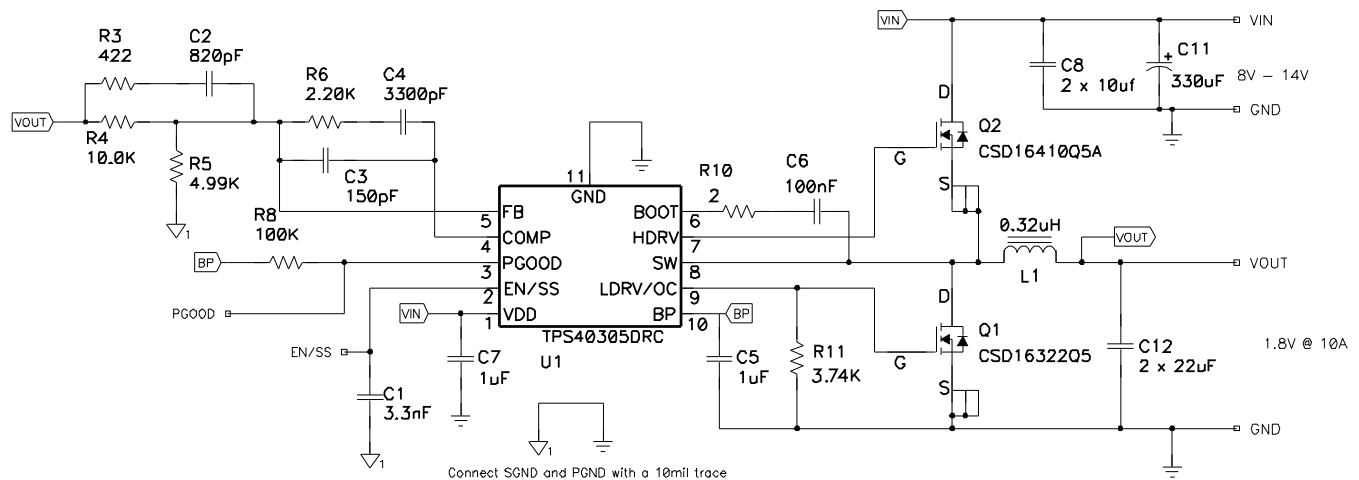 VIN
VIN
R3
422
C2
820pF
R6
2.20K
C4
3300pF
C8
2 x 10uf
C11
+
330uF
8V – 14V
D
VOUT
R4
10.0K
R5
4.99K
C3
150pF
GND
Q2
CSD16410Q5A
G
R10
2
C6
100nF
11
GND
S
1
R8
100K
FB
5
BOOT
6
0.32uH
VOUT
COMP
4
HDRV
7
BP
PGOOD
3
SW
8
L1
VOUT
EN/SS
2
LDRV/OC
9
D
PGOOD
VIN
VDD
1
BP
10
BP
TPS40305DRC
U1
Q1
CSD16322Q5
EN/SS
C7
1uF
C5
1uF
R11
3.74K
G
C12
2 x 22uF
1.8V @ 10A
C1
3.3nF
S
GND
1
1
Connect SGND and PGND with a 10mil trace